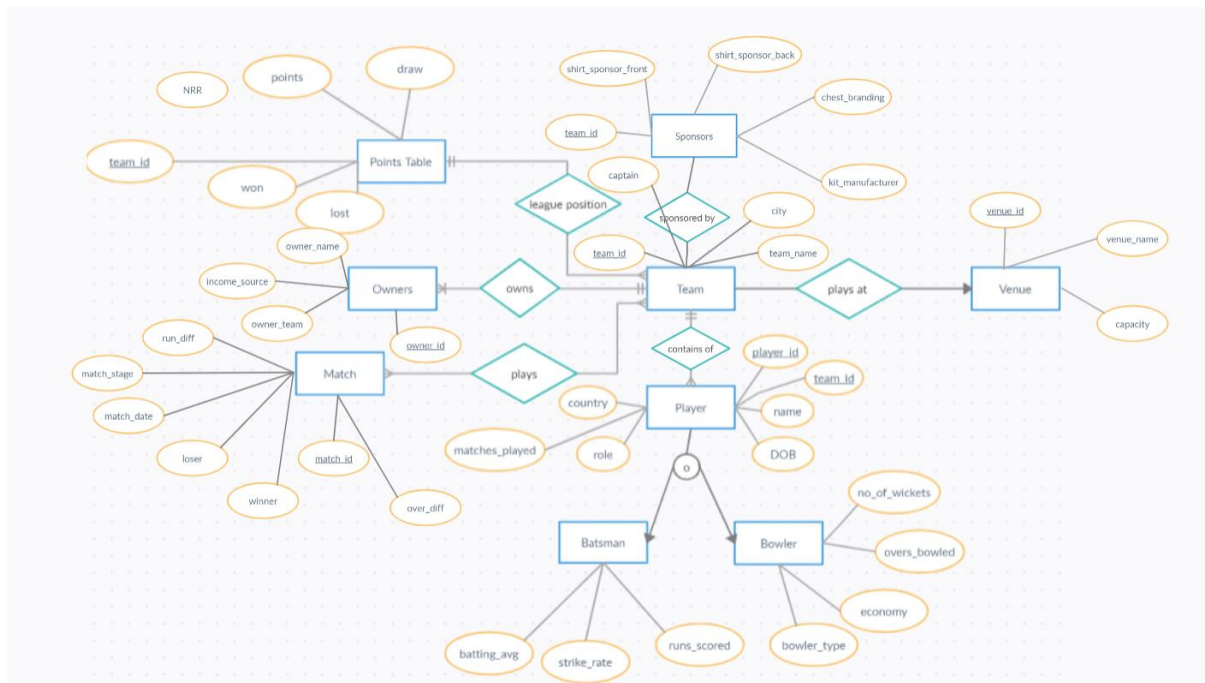 shirt_sponsor_back
draw
shirt_sponsor_front
points
NRR
chest_branding
team_id
Sponsors
team_id
Points Table
captain
kit_manufacturer
won
league position
lost
sponsored by
city
venue_id
owner_name
team_id
team_name
venue_name
income_source
Owners
owns
Team
plays at
Venue
owner_team
capacity
run_diff
owner_id
contains of
player_id
match_stage
Match
plays
team_id
country
Player
name
match_date
matches_played
role
DOB
loser
match_id
o
winner
over_diff
no_of_wickets
Batsman
Bowler
overs_bowled
economy
batting_avg
strike_rate
runs_scored
bowler_type